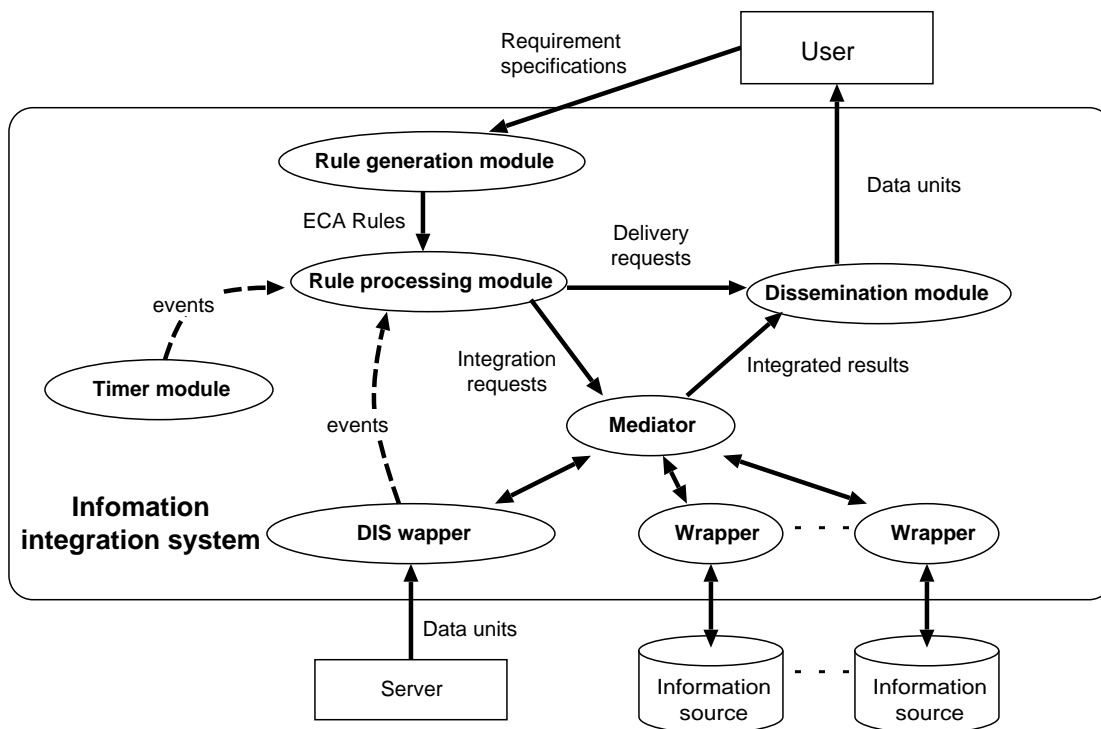 Requirement
specifications
User
Rule generation module
Data units
ECA Rules
Delivery
requests
Rule processing module
Dissemination module
events
Integration
requests
Integrated results
Timer module
events
Mediator
Infomation
integration system
DIS wapper
Wrapper
Wrapper
Data units
Server
Information
source
Information
source